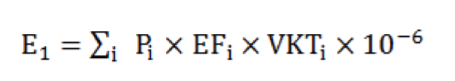 E₁ = ∑ᵢ Pᵢ × EFᵢ × VKTᵢ × 10⁻⁶